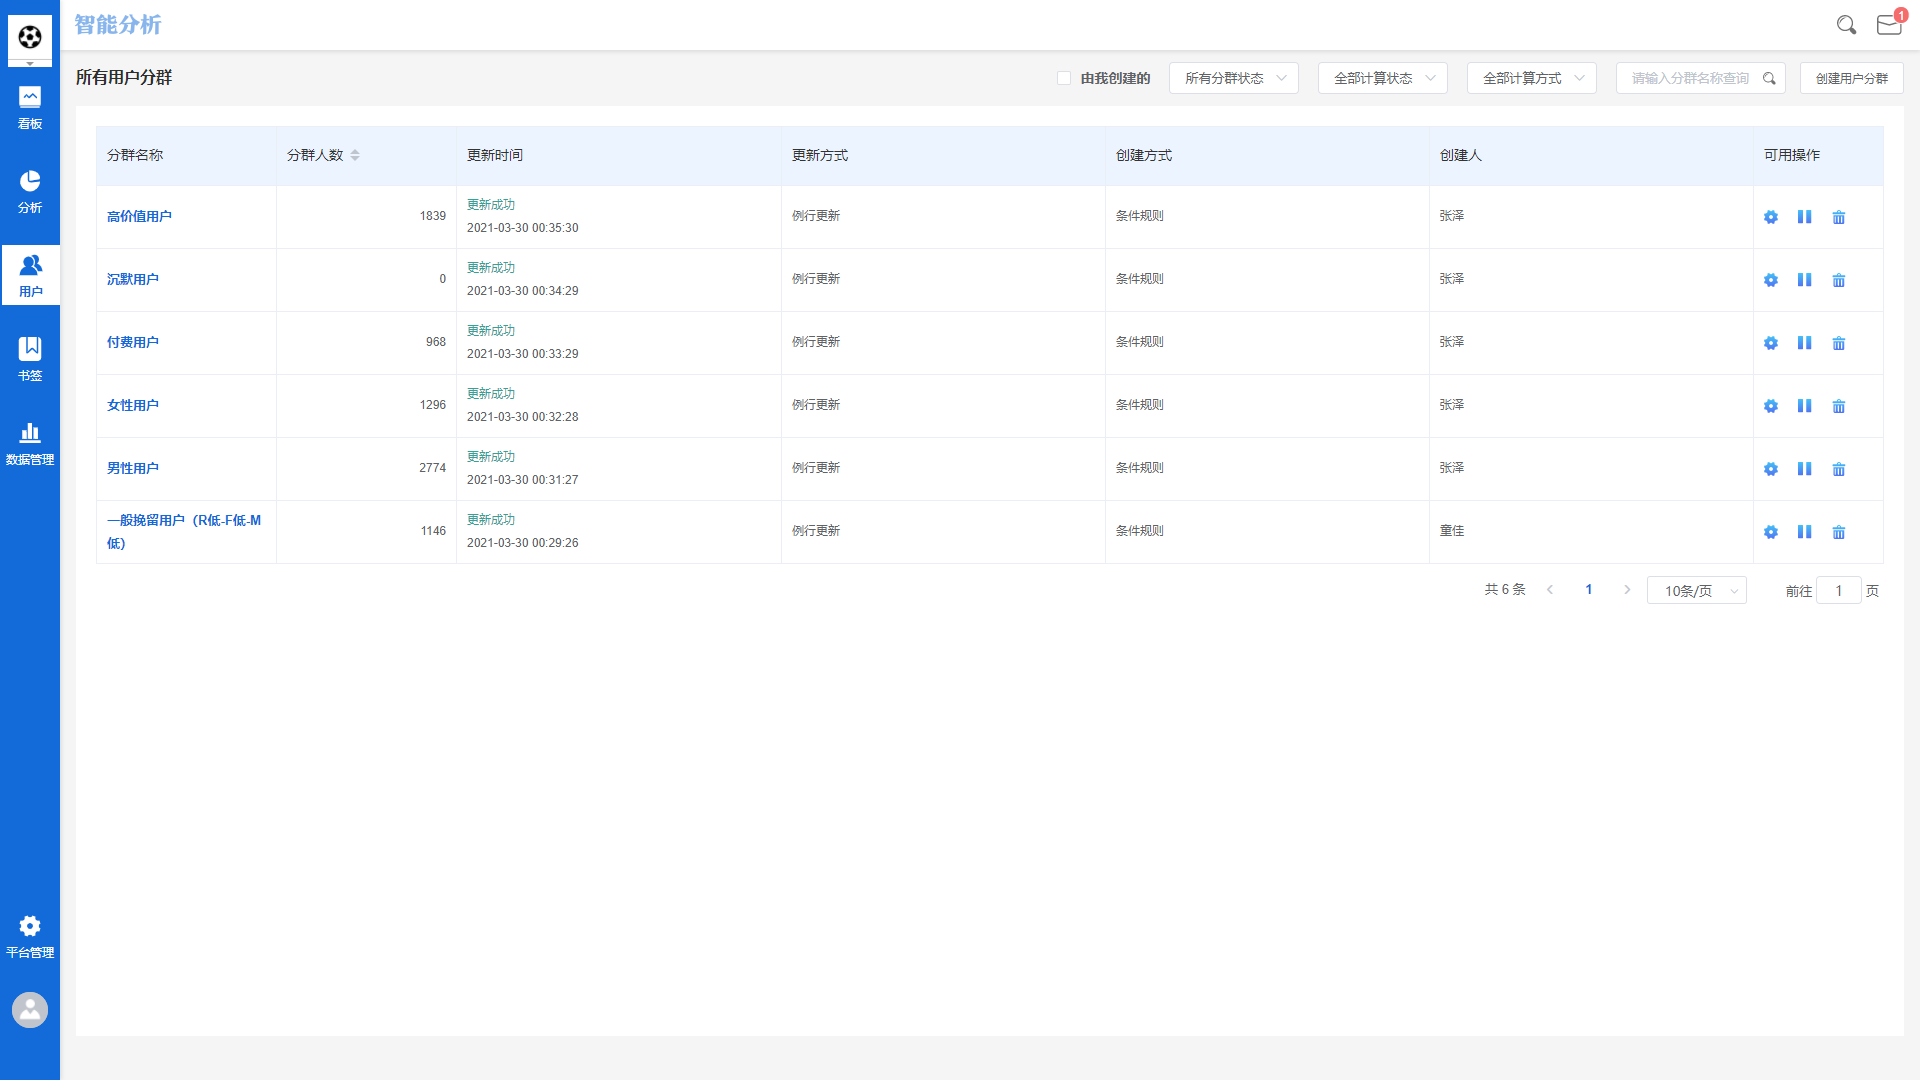 智能分析
1
所有用户分群
由我创建的
所有分群状态
全部计算状态
全部计算方式
请输入分群名称查询
创建用户分群
看板
分析
用户
书签
数据管理
平台管理
分群名称 分群人数 更新时间 更新方式 创建方式 创建人 可用操作
高价值用户 1839 更新成功 例行更新 条件规则 张泽
2021-03-30 00:35:30
沉默用户 0 更新成功 例行更新 条件规则 张泽
2021-03-30 00:34:29
付费用户 968 更新成功 例行更新 条件规则 张泽
2021-03-30 00:33:29
女性用户 1296 更新成功 例行更新 条件规则 张泽
2021-03-30 00:32:28
男性用户 2774 更新成功 例行更新 条件规则 张泽
2021-03-30 00:31:27
一般挽留用户（R低-F低-M 1146 更新成功 例行更新 条件规则 童佳
低） 2021-03-30 00:29:26
共 6 条 1 10条/页 前往 1 页